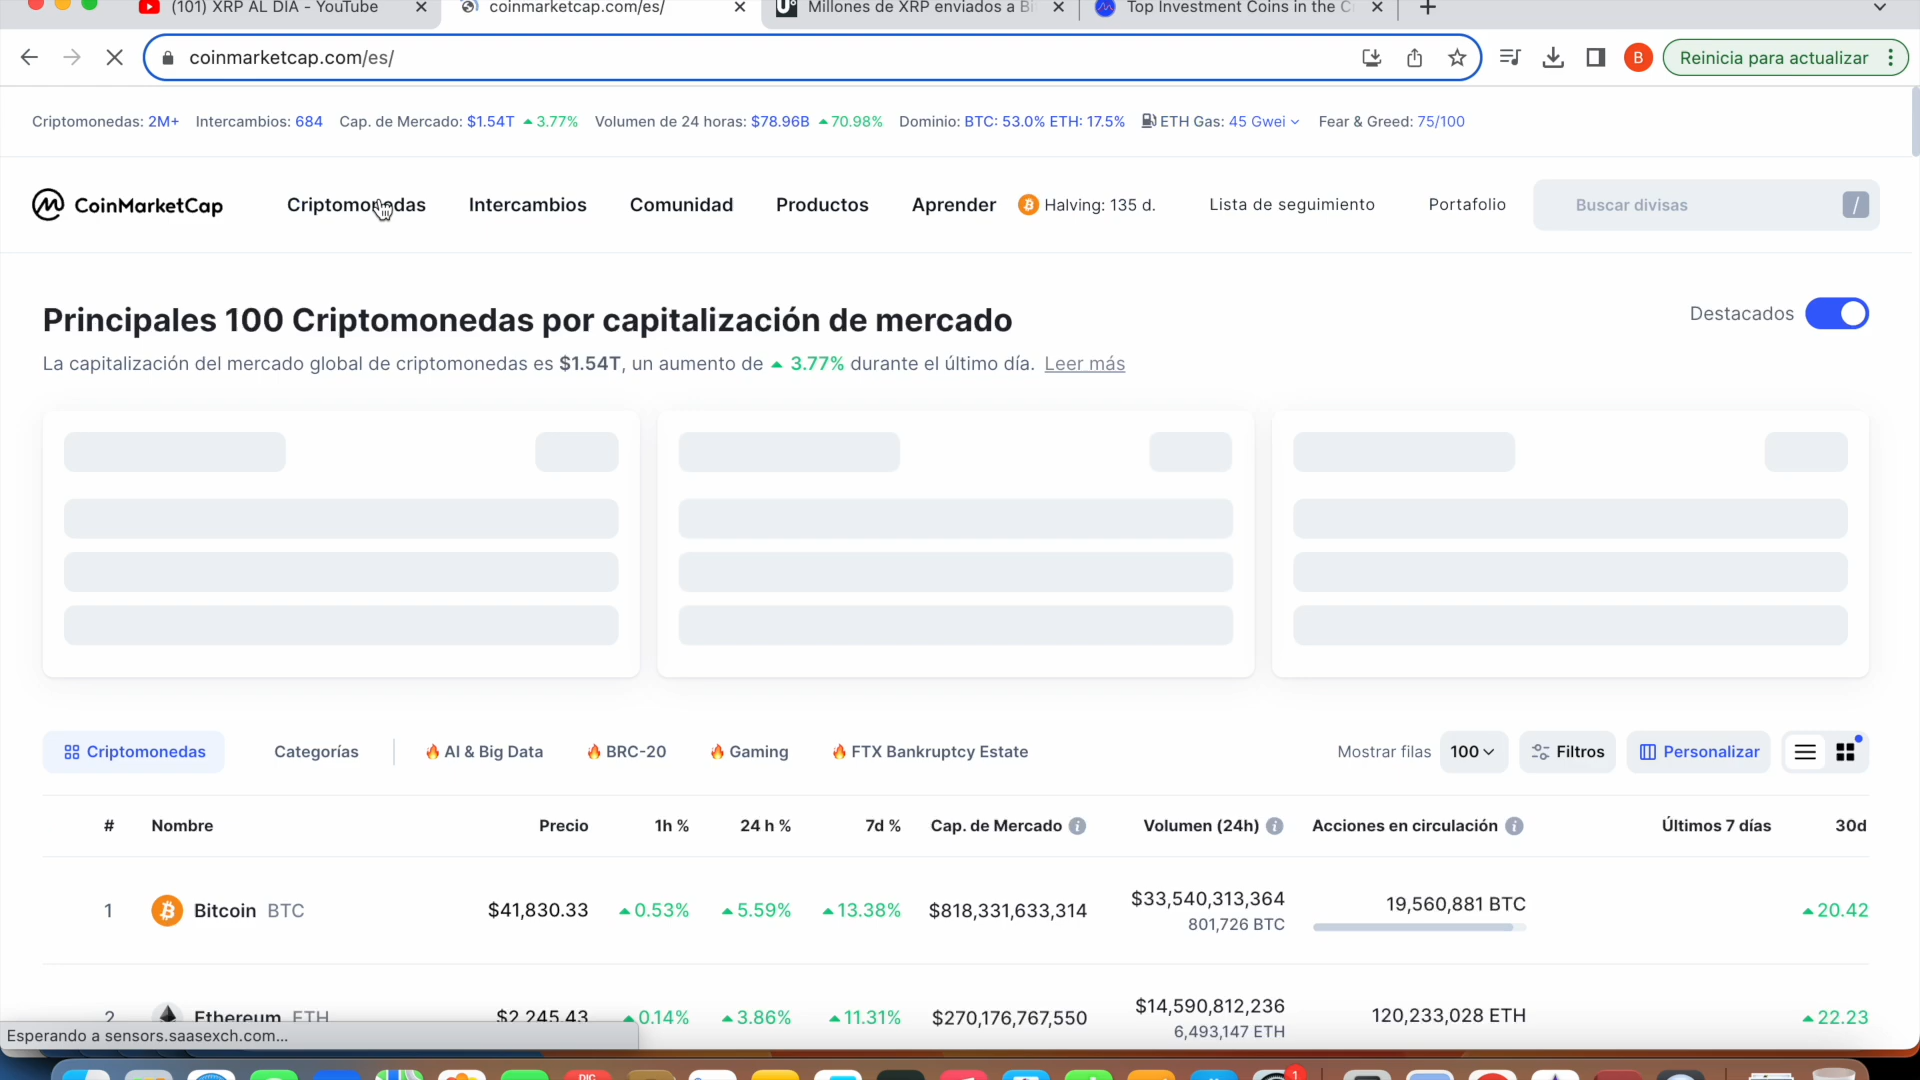 (101) XRP AL DIA - YouTube
coinmarketcap.com/es/
Millones de XRP enviados a Bi
Top Investment Coins in the C
coinmarketcap.com/es/
B
Reinicia para actualizar
Criptomonedas: 2M+ Intercambios: 684 Cap. de Mercado: $1.54T 3.77% Volumen de 24 horas: $78.96B 70.98% Dominio: BTC: 53.0% ETH: 17.5% ETH Gas: 45 Gwei Fear & Greed: 75/100
CoinMarketCap Criptomonedas Intercambios Comunidad Productos Aprender Halving: 135 d. Lista de seguimiento Portafolio Buscar divisas /
Principales 100 Criptomonedas por capitalización de mercado
Destacados
La capitalización del mercado global de criptomonedas es $1.54T, un aumento de 3.77% durante el último día. Leer más
Criptomonedas Categorías AI & Big Data BRC-20 Gaming FTX Bankruptcy Estate Mostrar filas 100 Filtros Personalizar
# Nombre Precio 1h % 24 h % 7d % Cap. de Mercado Volumen (24h) Acciones en circulación Últimos 7 días 30d
1 Bitcoin BTC $41,830.33 0.53% 5.59% 13.38% $818,331,633,314 $33,540,313,364 19,560,881 BTC 20.42
801,726 BTC
2 Ethereum ETH $2,245.43 0.14% 3.86% 11.31% $270,176,767,550 $14,590,812,236 120,233,028 ETH 22.23
6,493,147 ETH
Esperando a sensors.saasexch.com...
DIC
1